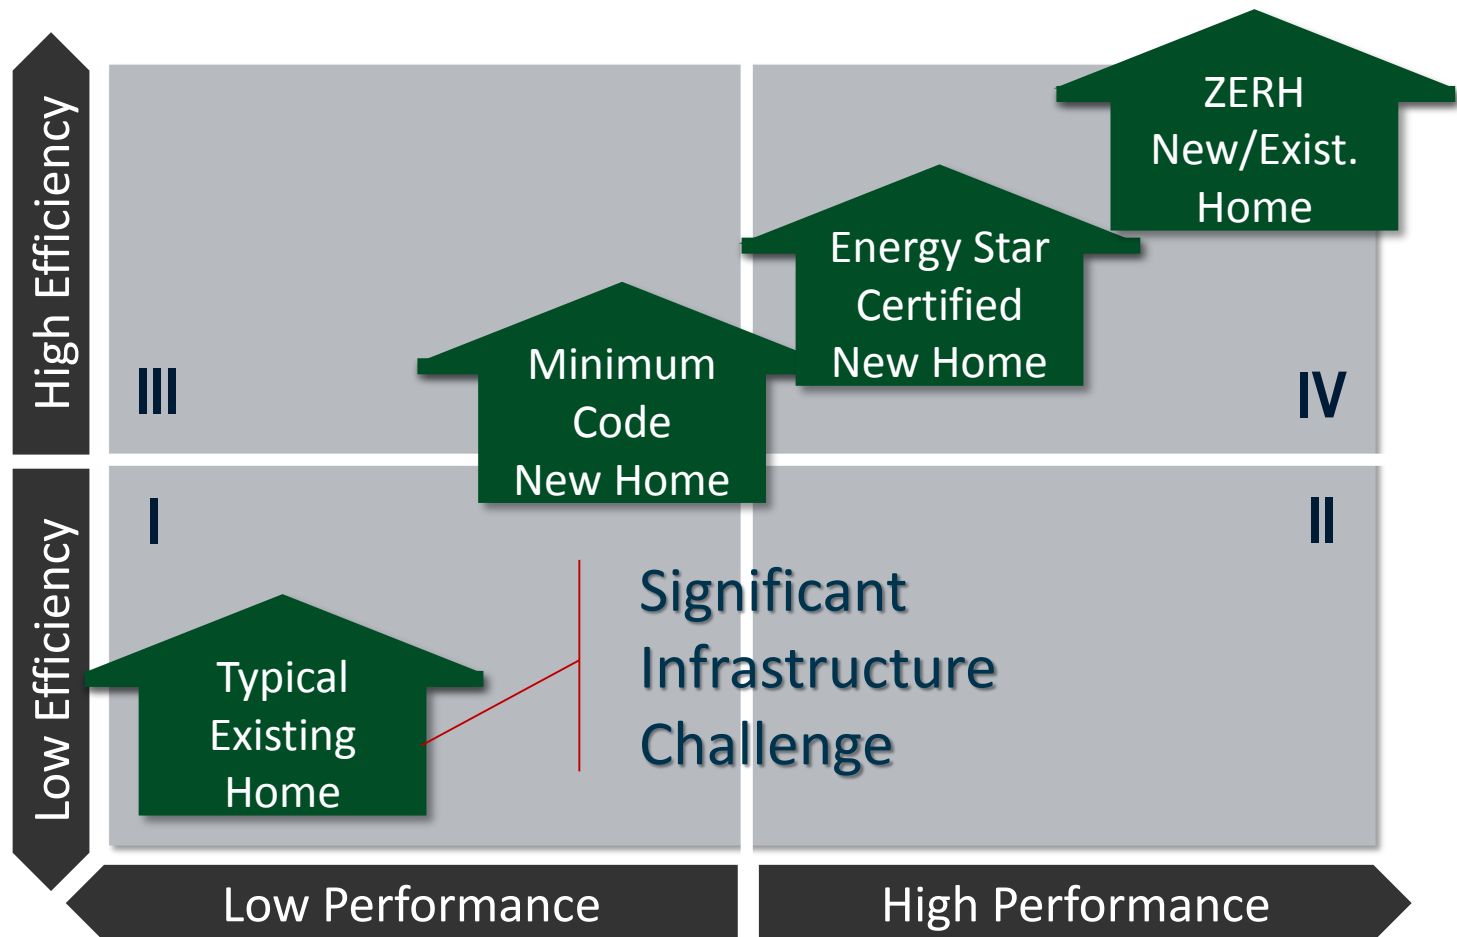 High Efficiency
Low Efficiency
ZERH
New/Exist.
Home
Energy Star
Certified
New Home
Minimum
Code
New Home
III
IV
I
II
Typical
Existing
Home
Significant
Infrastructure
Challenge
Low Performance
High Performance